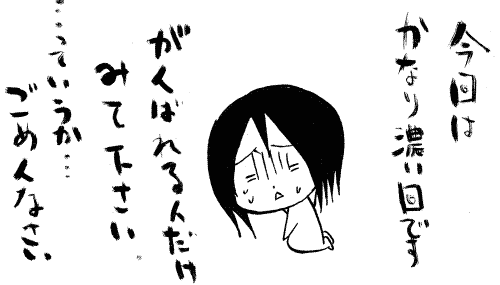 今回は
かなり濃い回です
がんばれる人だけ
みて下さい
……っていうか…
ごめんなさい